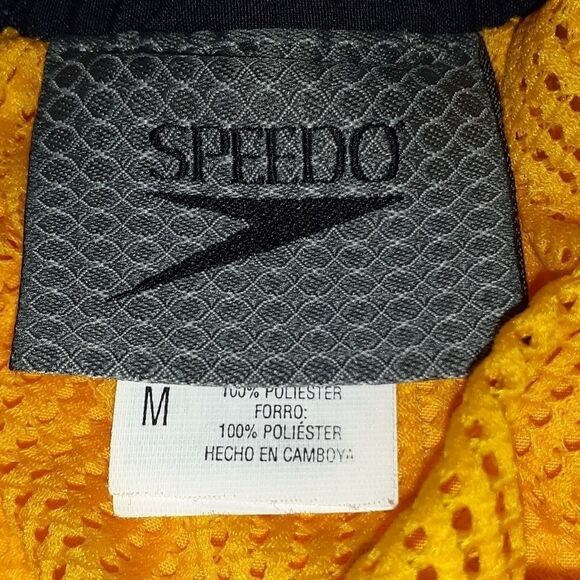 SPEEDO
M
100% POLIESTER
FORRO:
100% POLIÉSTER
HECHO EN CAMBOYA